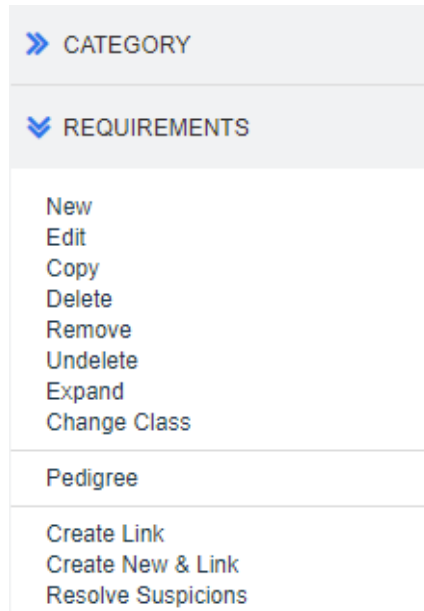 CATEGORY
REQUIREMENTS
New
Edit
Copy
Delete
Remove
Undelete
Expand
Change Class
Pedigree
Create Link
Create New & Link
Resolve Suspicions